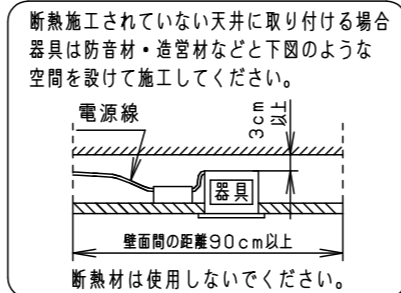 断熱施工されていない天井に取り付ける場合
器具は防音材・造営材などと下図のような
空間を設けて施工してください。
電源線
3cm
以上
器具
壁面間の距離90cm以上
断熱材は使用しないでください。